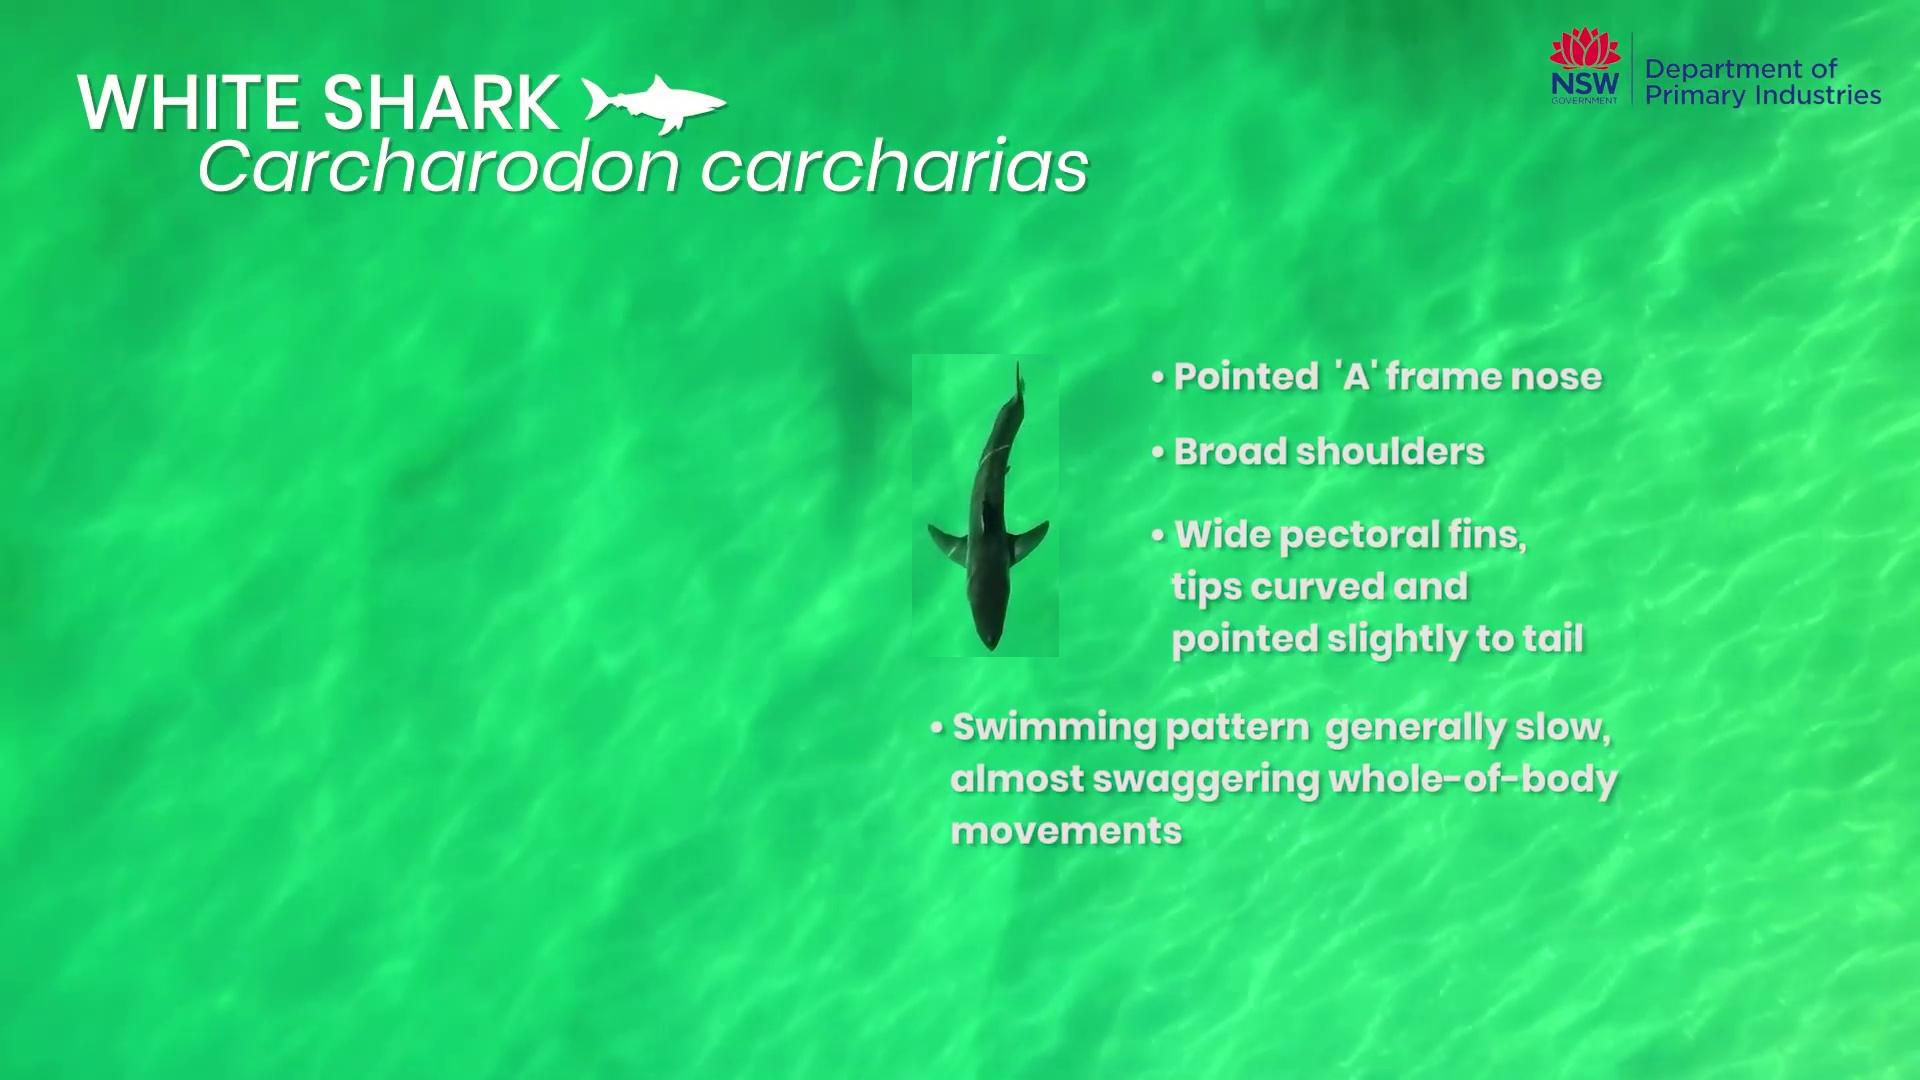 WHITE SHARK
Carcharodon carcharias
NSW
GOVERNMENT
Department of
Primary Industries
• Pointed 'A' frame nose
• Broad shoulders
• Wide pectoral fins,
tips curved and
pointed slightly to tail
• Swimming pattern generally slow,
almost swaggering whole-of-body
movements